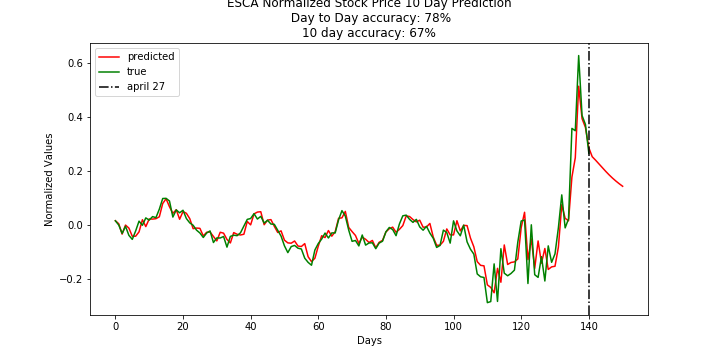 ESCA Normalized Stock Price 10 Day Prediction
Day to Day accuracy: 78%
10 day accuracy: 67%
predicted
true
april 27
Normalized Values
0.6
0.4
0.2
0.0
−0.2
0 20 40 60 80 100 120 140
Days